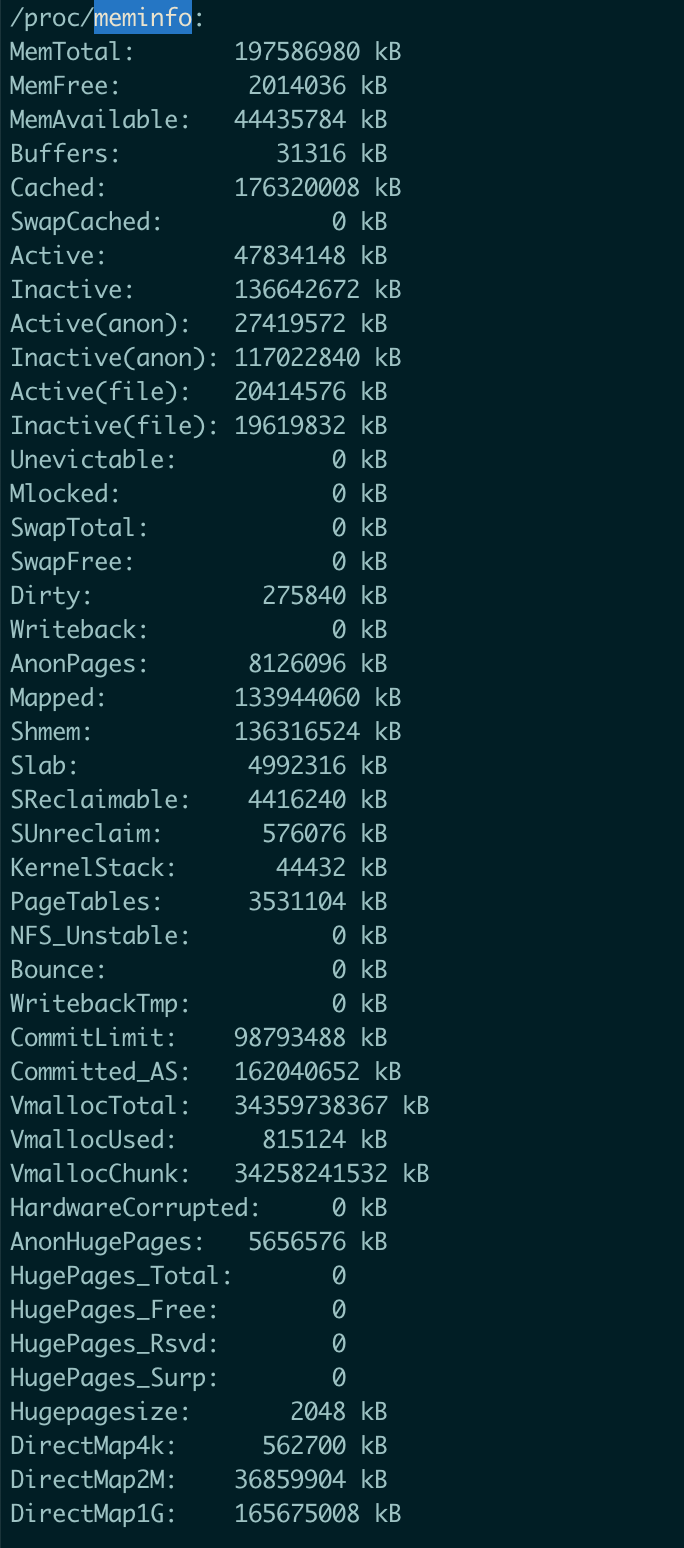 /proc/meminfo:
MemTotal:       197586980 kB
MemFree:         2014036 kB
MemAvailable:   44435784 kB
Buffers:           31316 kB
Cached:         176320008 kB
SwapCached:            0 kB
Active:         47834148 kB
Inactive:       136642672 kB
Active(anon):   27419572 kB
Inactive(anon): 117022840 kB
Active(file):   20414576 kB
Inactive(file): 19619832 kB
Unevictable:           0 kB
Mlocked:               0 kB
SwapTotal:             0 kB
SwapFree:              0 kB
Dirty:            275840 kB
Writeback:             0 kB
AnonPages:       8126096 kB
Mapped:         133944060 kB
Shmem:          136316524 kB
Slab:            4992316 kB
SReclaimable:    4416240 kB
SUnreclaim:       576076 kB
KernelStack:       44432 kB
PageTables:      3531104 kB
NFS_Unstable:          0 kB
Bounce:                0 kB
WritebackTmp:          0 kB
CommitLimit:    98793488 kB
Committed_AS:   162040652 kB
VmallocTotal:   34359738367 kB
VmallocUsed:      815124 kB
VmallocChunk:   34258241532 kB
HardwareCorrupted:     0 kB
AnonHugePages:   5656576 kB
HugePages_Total:       0
HugePages_Free:        0
HugePages_Rsvd:        0
HugePages_Surp:        0
Hugepagesize:       2048 kB
DirectMap4k:      562700 kB
DirectMap2M:    36859904 kB
DirectMap1G:    165675008 kB